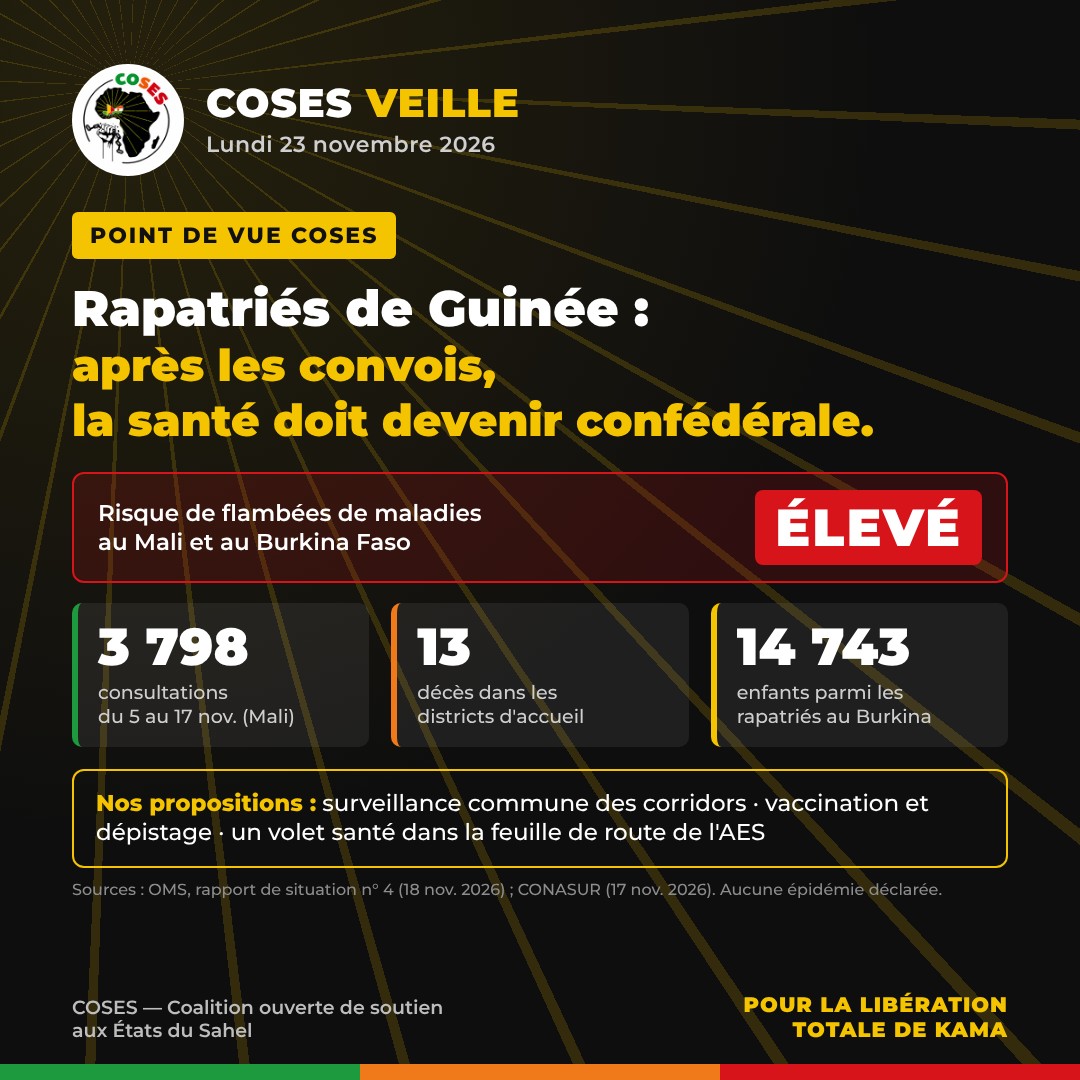 COSES
COSES VEILLE
Lundi 23 novembre 2026
POINT DE VUE COSES
Rapatriés de Guinée :
après les convois,
la santé doit devenir confédérale.
Risque de flambées de maladies
au Mali et au Burkina Faso
ÉLEVÉ
3 798
consultations
du 5 au 17 nov. (Mali)
13
décès dans les
districts d'accueil
14 743
enfants parmi les
rapatriés au Burkina
Nos propositions : surveillance commune des corridors · vaccination et
dépistage · un volet santé dans la feuille de route de l'AES
Sources : OMS, rapport de situation n° 4 (18 nov. 2026) ; CONASUR (17 nov. 2026). Aucune épidémie déclarée.
COSES — Coalition ouverte de soutien
aux États du Sahel
POUR LA LIBÉRATION
TOTALE DE KAMA